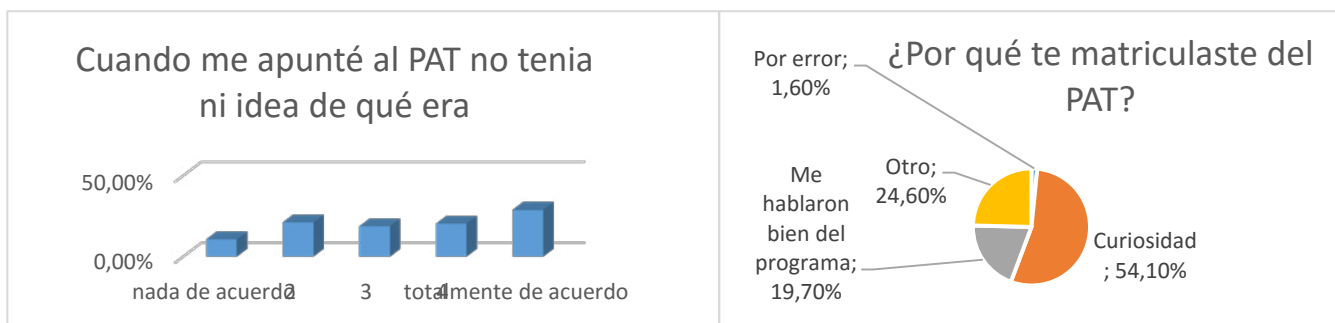 Cuando me apunté al PAT no tenia
ni idea de qué era
50,00%
0,00%
nada de acuerdo
2
3
4
totalmente de acuerdo
¿Por qué te matriculaste del
PAT?
Por error;
1,60%
Otro;
24,60%
Me
hablaron
bien del
programa;
19,70%
Curiosidad
; 54,10%